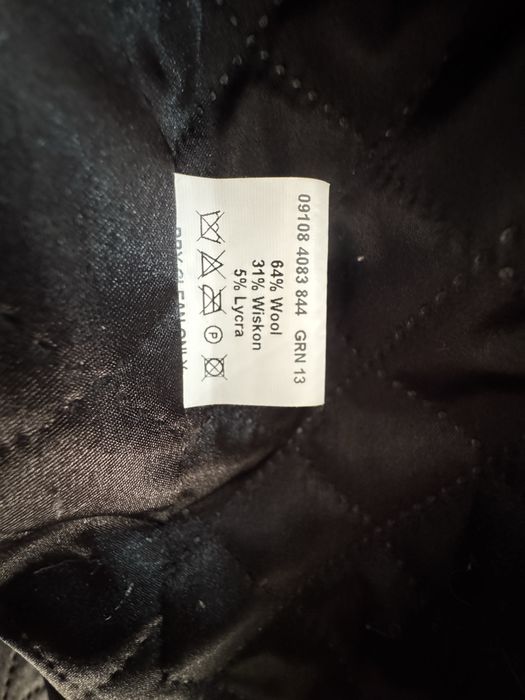 09108 4083 844 GRN 13
64% Wool
31% Wiskon
5% Lycra
P
DRY CLEAN ONLY